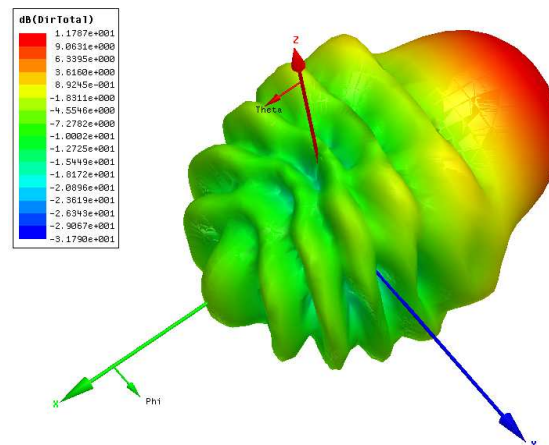 dB(DirTotal)
1.1787e+001
9.0631e+000
6.3395e+000
3.6160e+000
8.9245e-001
-1.8311e+000
-4.5546e+000
-7.2782e+000
-1.0002e+001
-1.2725e+001
-1.5449e+001
-1.8172e+001
-2.0896e+001
-2.3619e+001
-2.6343e+001
-2.9067e+001
-3.1790e+001
Z
Theta
X
Phi